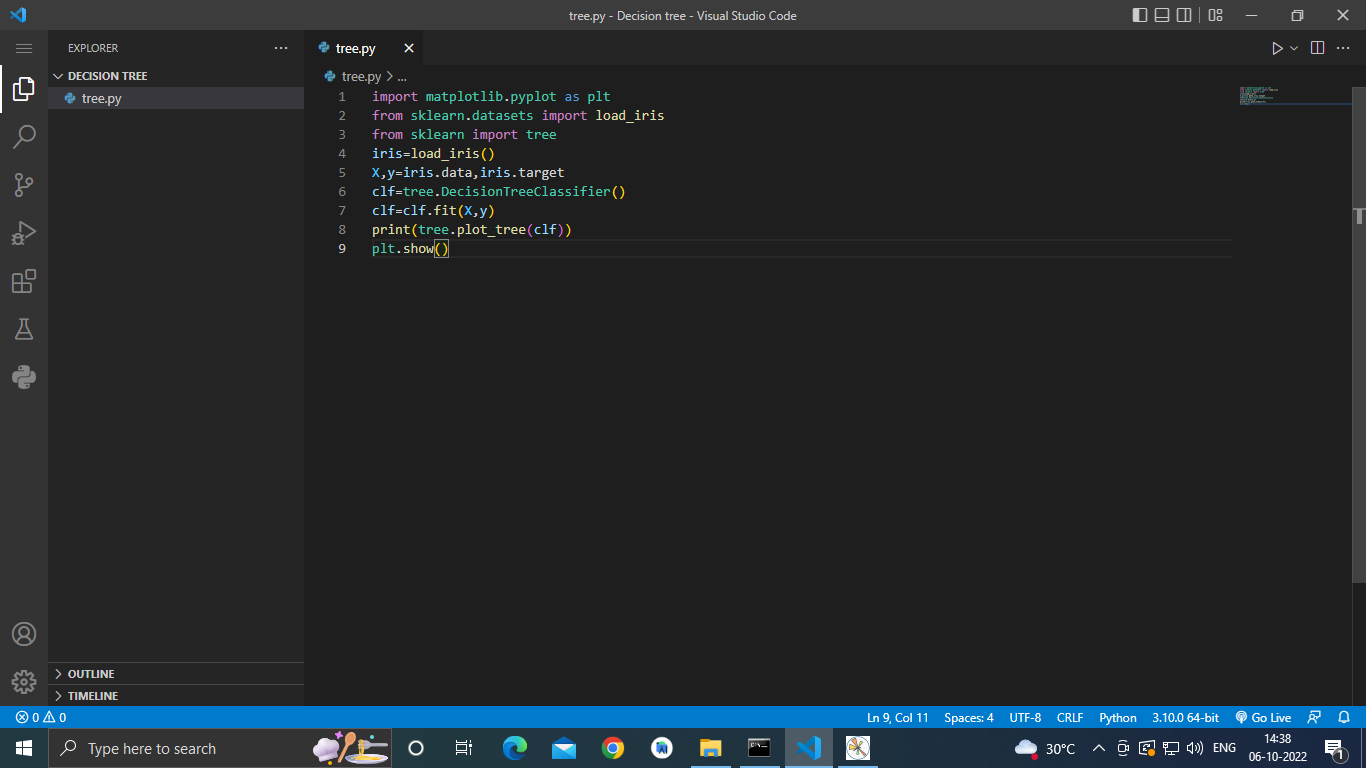 tree.py - Decision tree - Visual Studio Code
EXPLORER
DECISION TREE
tree.py
tree.py
tree.py > ...
1 import matplotlib.pyplot as plt
2 from sklearn.datasets import load_iris
3 from sklearn import tree
4 iris=load_iris()
5 X,y=iris.data,iris.target
6 clf=tree.DecisionTreeClassifier()
7 clf=clf.fit(X,y)
8 print(tree.plot_tree(clf))
9 plt.show()
OUTLINE
TIMELINE
0 0 Ln 9, Col 11 Spaces: 4 UTF-8 CRLF Python 3.10.0 64-bit Go Live
Type here to search
30°C ENG
14:38
06-10-2022
1